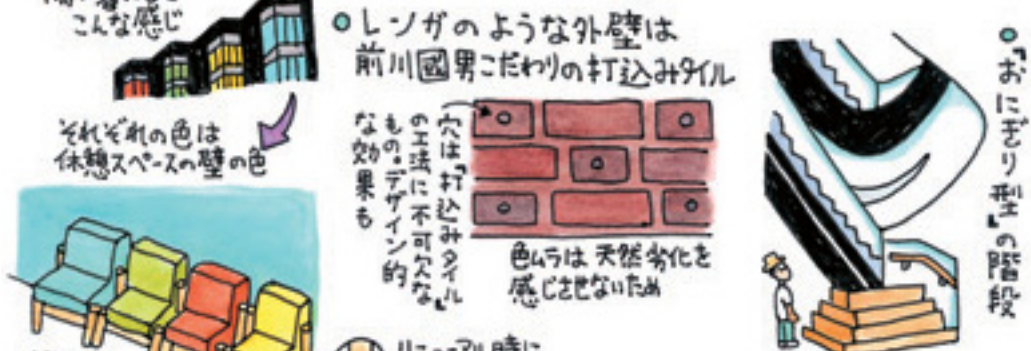 こんな感じ
それぞれの色は
休憩スペースの壁の色
レンガのような外壁は
前川國男こだわりの打込みタイル
穴は「打込みタイル」
の工法に不可欠な
もの。デザイン的
な効果も
色ムラは天然劣化を
感じさせないため
「おにぎり型」の階段
リニューアル時に